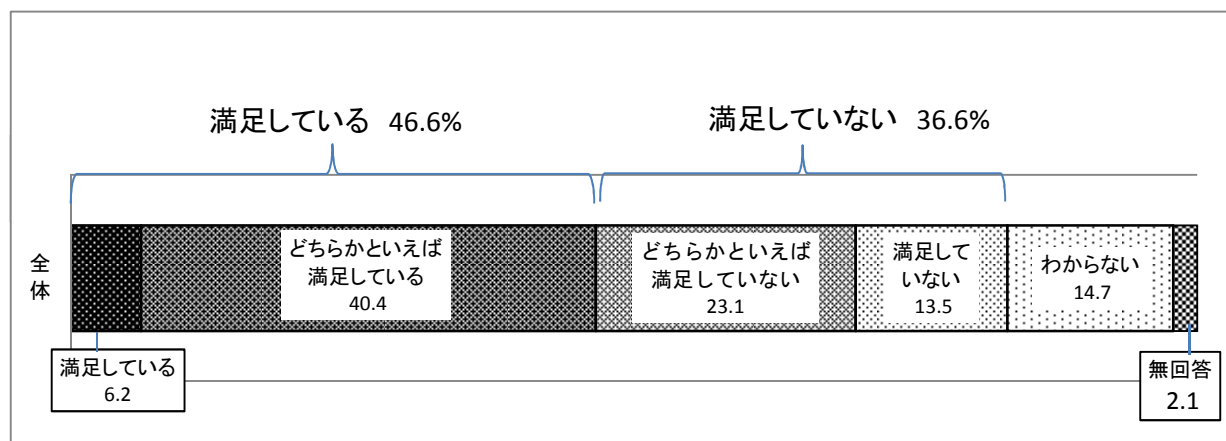 満足している 46.6%
満足していない 36.6%
全体
どちらかといえば
満足している
40.4
どちらかといえば
満足していない
23.1
満足して
いない
13.5
わからない
14.7
満足している
6.2
無回答
2.1